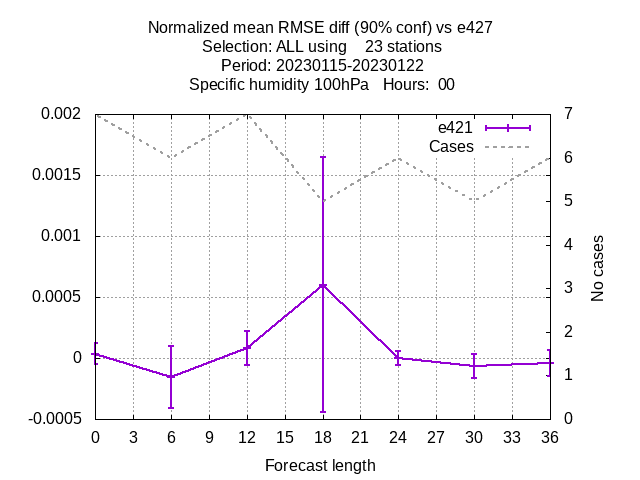 Normalized mean RMSE diff (90% conf) vs e427
Selection: ALL using    23 stations
Period: 20230115-20230122
Specific humidity 100hPa   Hours:  00
0.002
0.0015
0.001
0.0005
0
-0.0005
7
6
5
4
3
2
1
0
e421
Cases
No cases
0 3 6 9 12 15 18 21 24 27 30 33 36
Forecast length